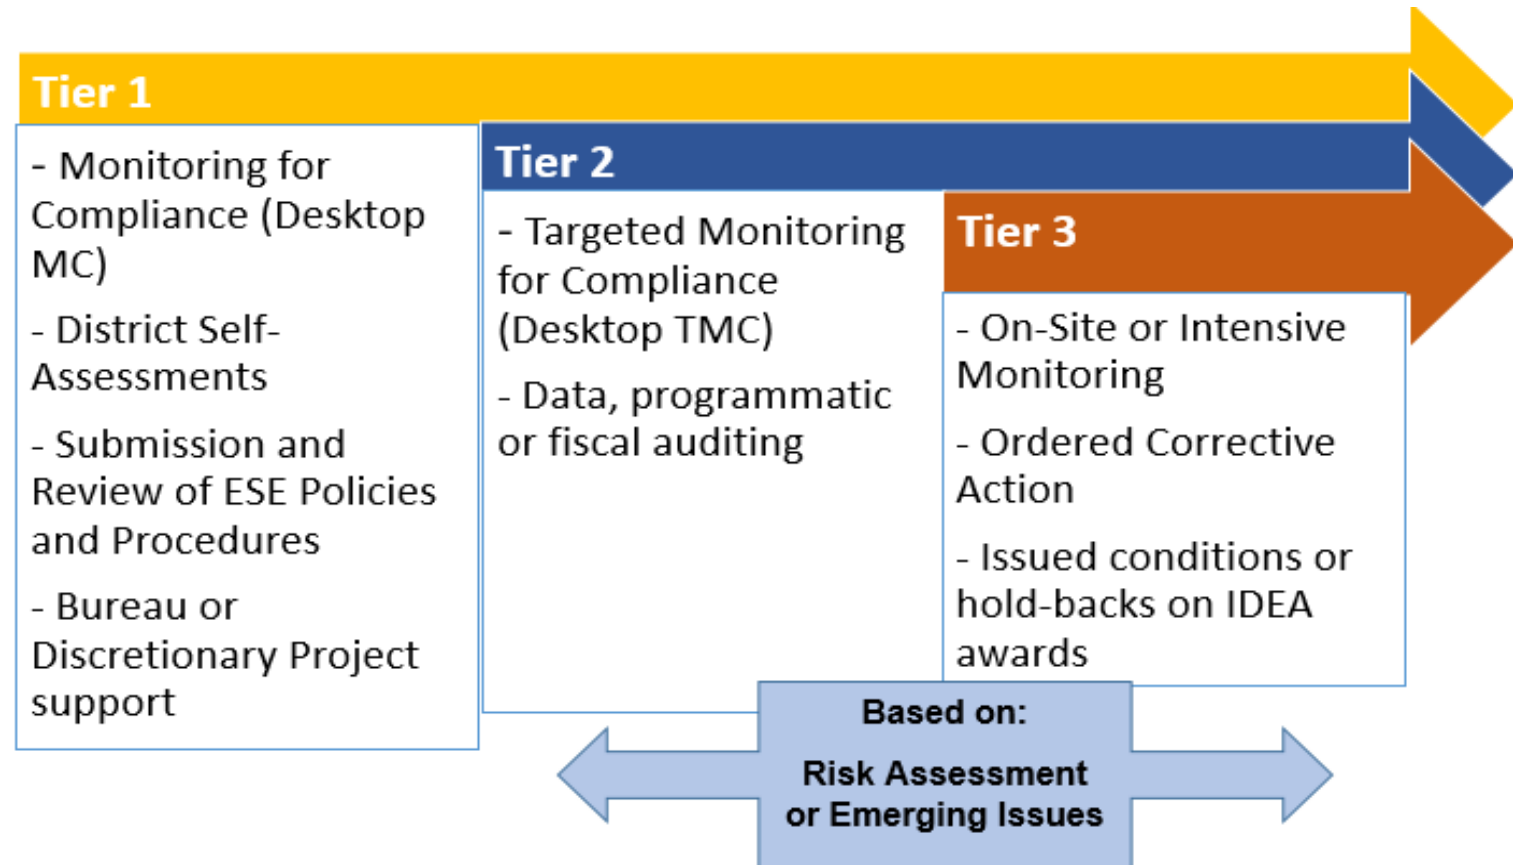 Tier 1
- Monitoring for
Compliance (Desktop
MC)
- District Self-
Assessments
- Submission and
Review of ESE Policies
and Procedures
- Bureau or
Discretionary Project
support
Tier 2
- Targeted Monitoring
for Compliance
(Desktop TMC)
- Data, programmatic
or fiscal auditing
Tier 3
- On-Site or Intensive
Monitoring
- Ordered Corrective
Action
- Issued conditions or
hold-backs on IDEA
awards
Based on:
Risk Assessment
or Emerging Issues